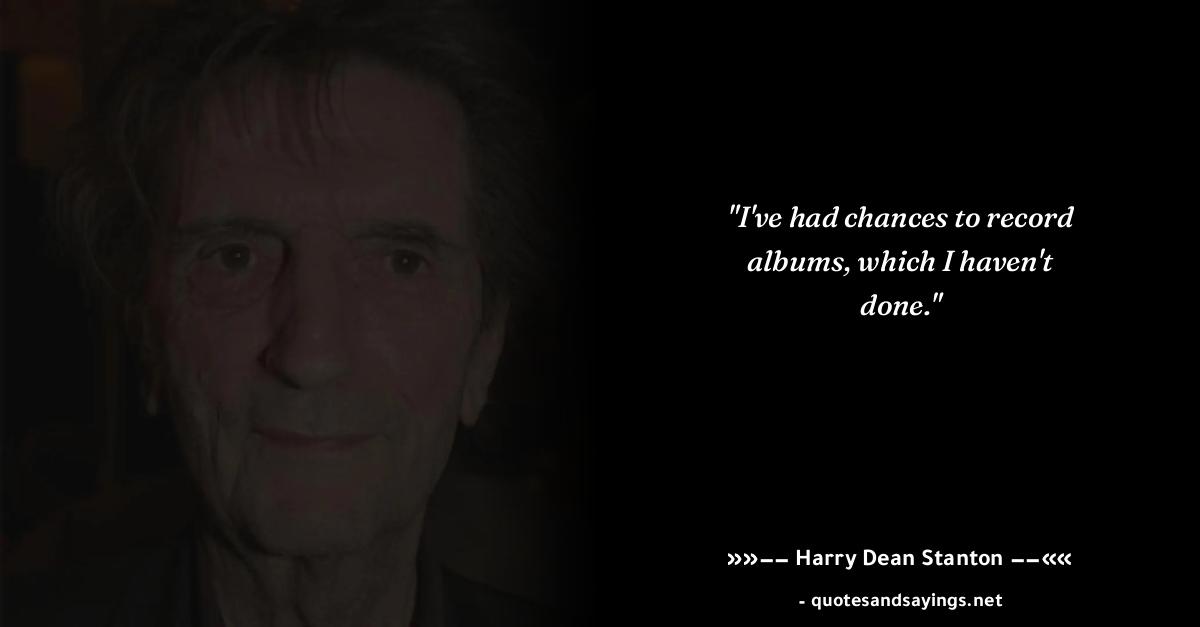 "I've had chances to record
albums, which I haven't
done."
»»–– Harry Dean Stanton ––««
- quotesandsayings.net